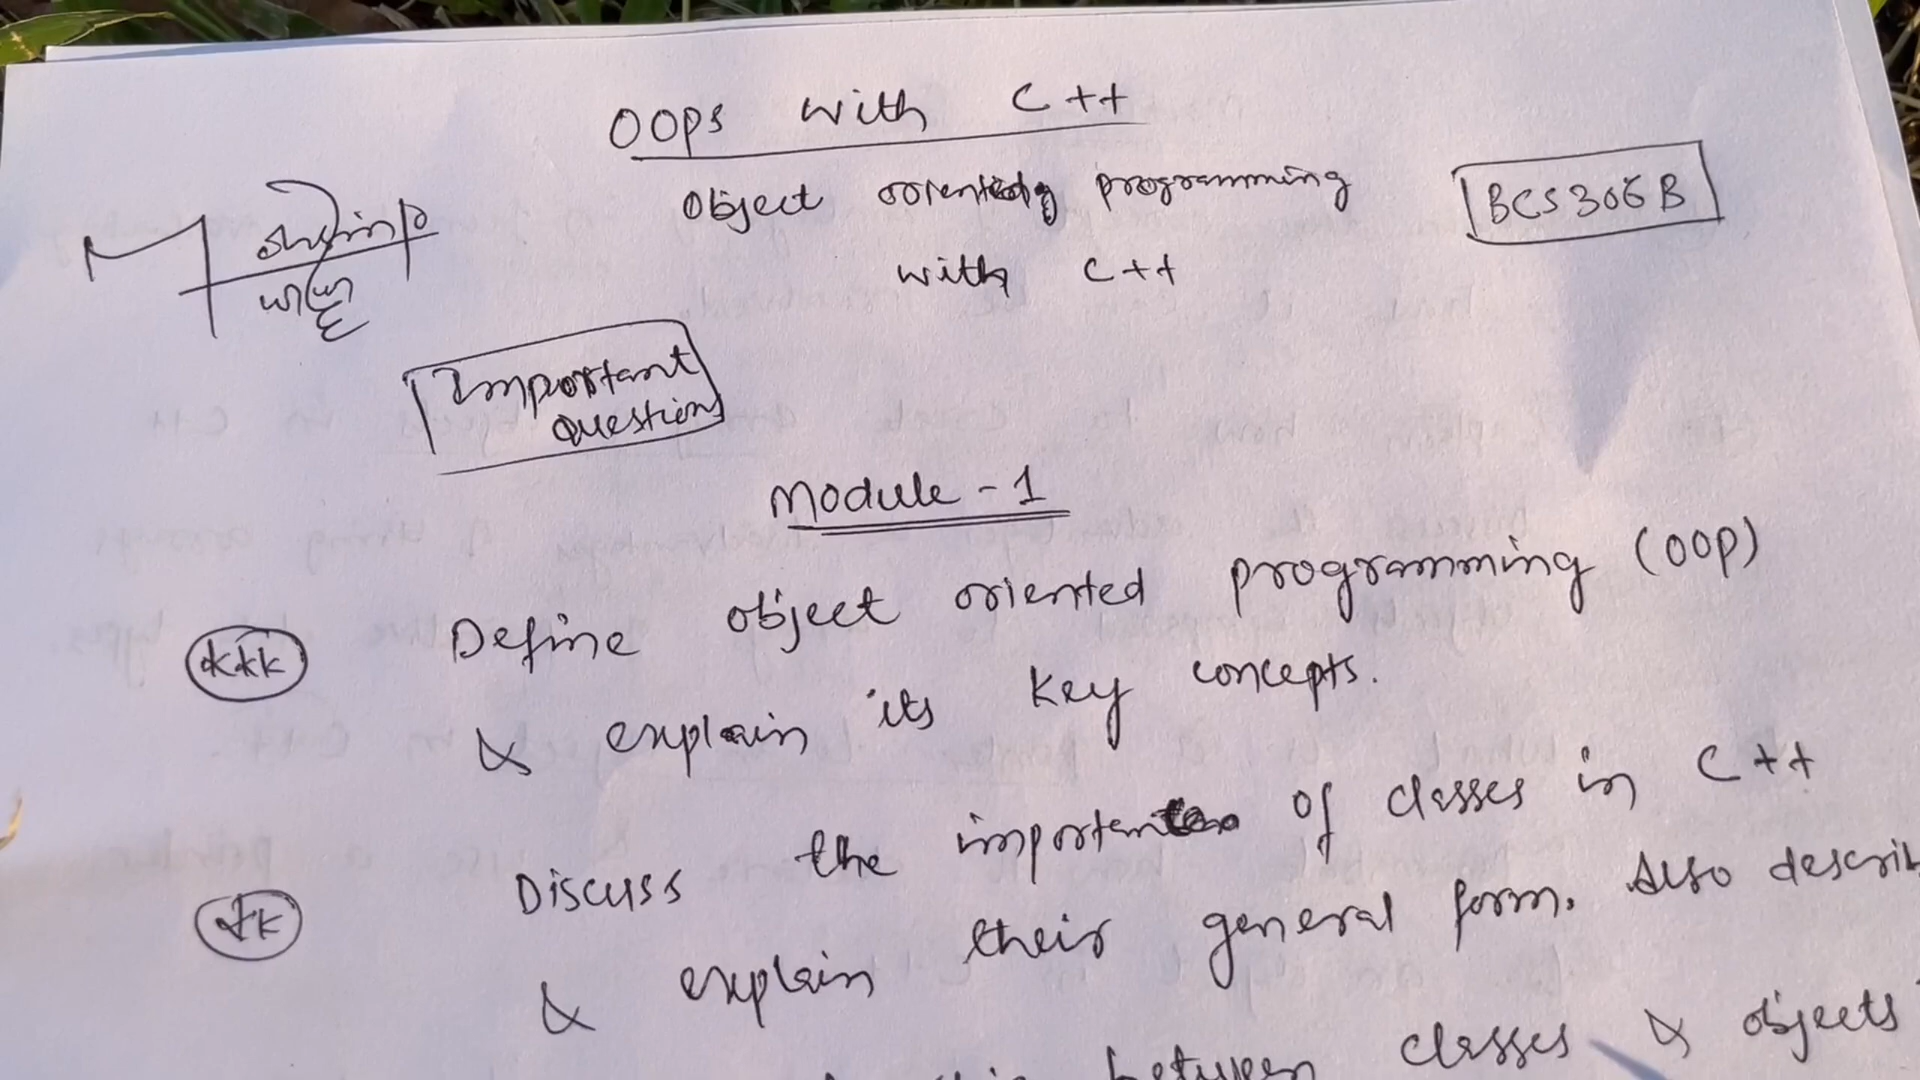 OOPS with C++
Object oriented programming
BCS306B
with C++
Important
Question
Module - 1
*** Define object oriented programming (OOP)
& explain its key concepts.
** Discuss the of classes in C++
& explain their general form. Also describ
between classes & objects